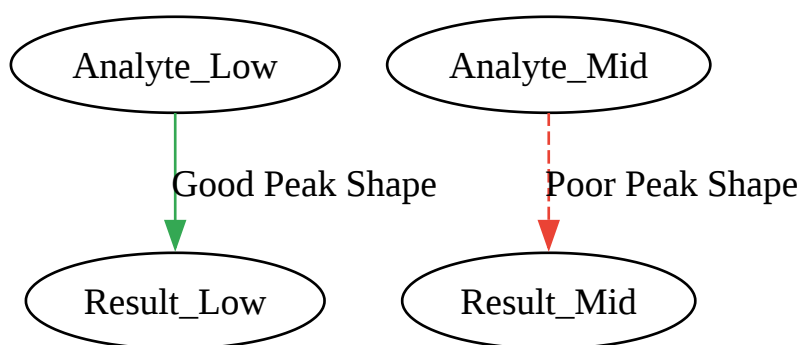 Analyte_Low Analyte_Mid
Good Peak Shape Poor Peak Shape
Result_Low Result_Mid